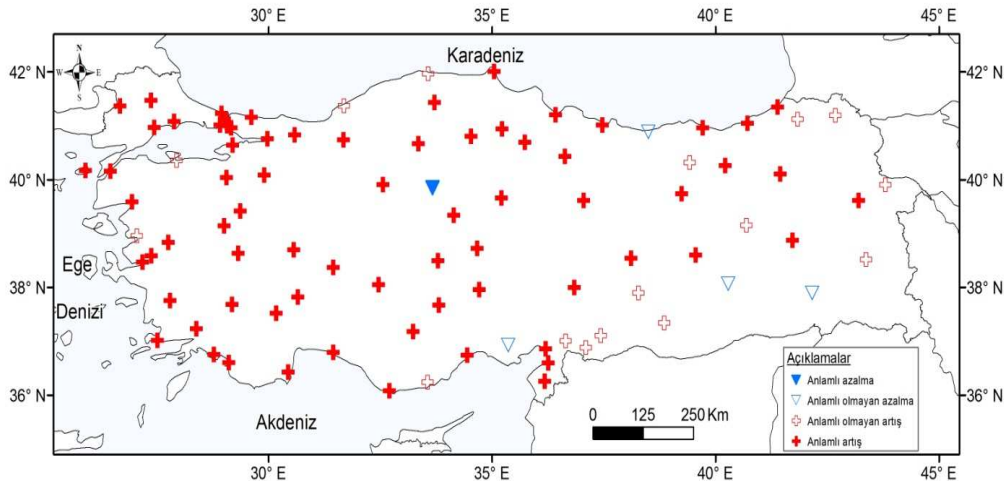 30° E 35° E 40° E 45° E
Karadeniz
42° N 42° N
N
W E
S
40° N 40° N
Ege
Denizi
38° N 38° N
36° N 36° N
Akdeniz
0 125 250 Km
Açıklamalar
Anlamlı azalma
Anlamlı olmayan azalma
Anlamlı olmayan artış
Anlamlı artış
30° E 35° E 40° E 45° E